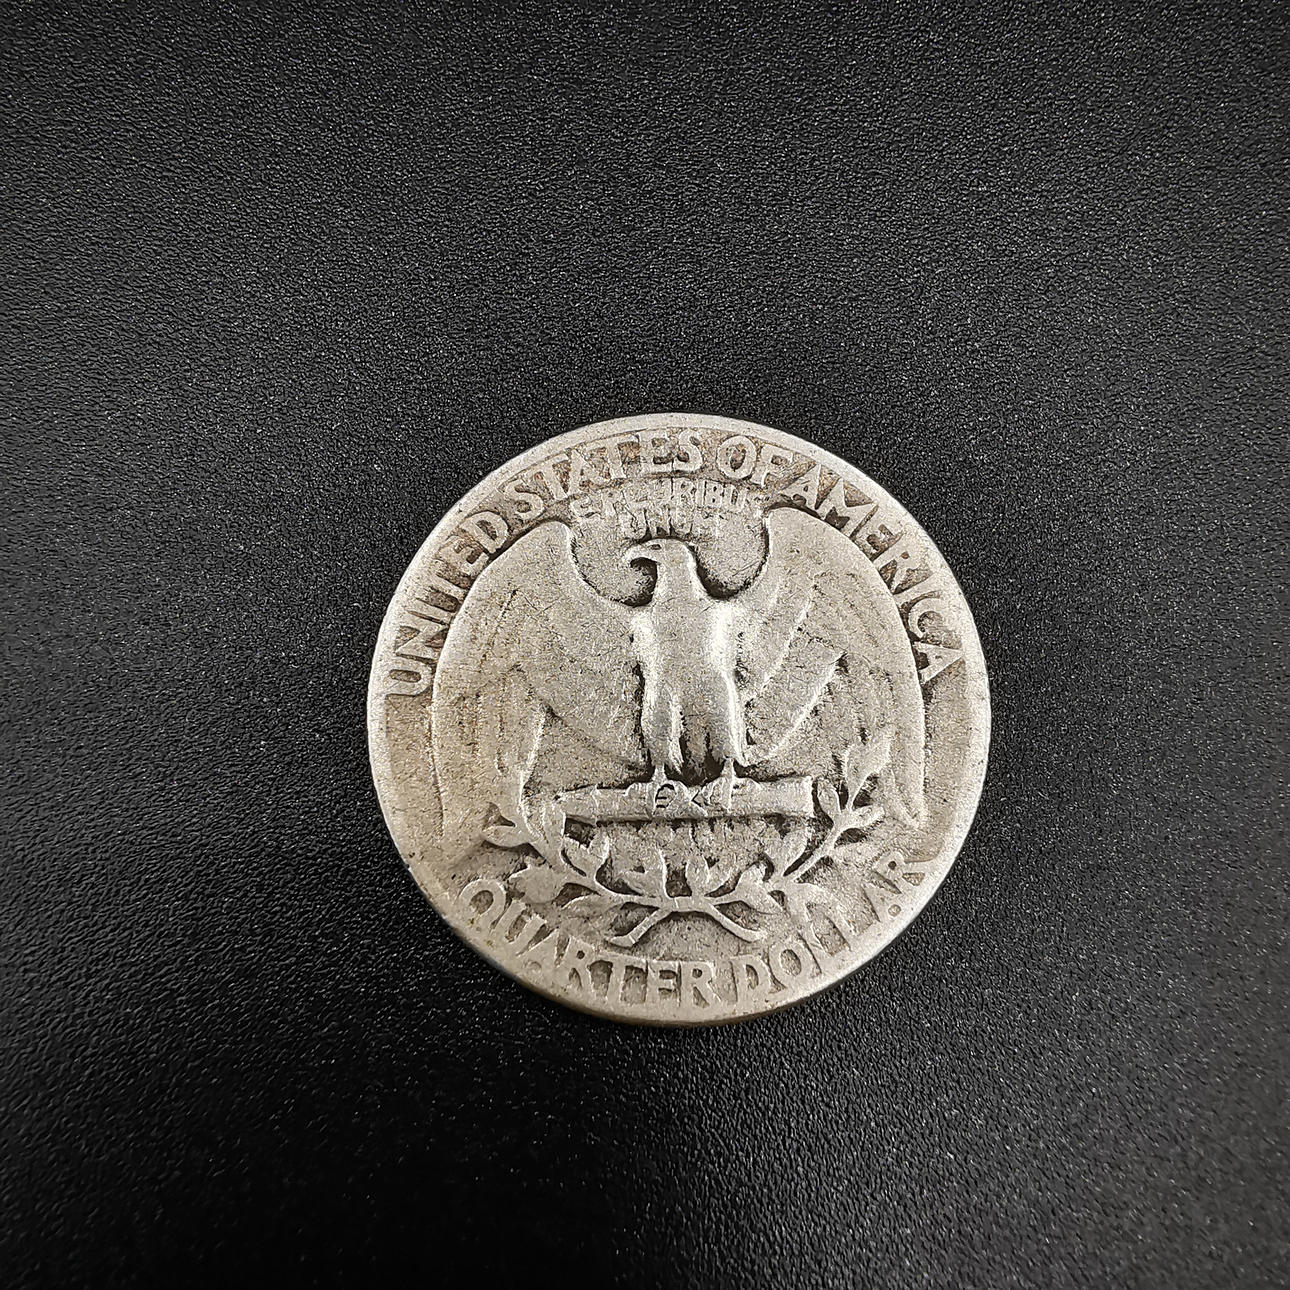 UNITED STATES OF AMERICA
E PLURIBUS
UNUM
QUARTER DOLLAR